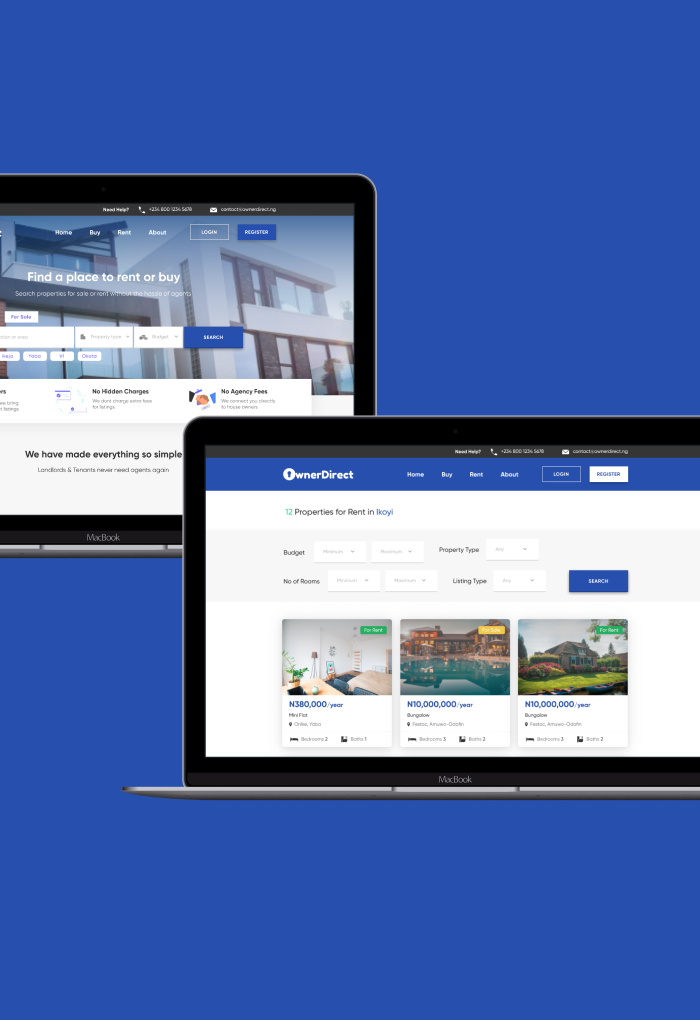 Need Help? +234 800 1234 5678 contact@ownerdirect.ng
Home Buy Rent About LOGIN REGISTER
Find a place to rent or buy
Search properties for sale or rent without the hassle of agents
For Sale
Property type Budget SEARCH
Ikeja Yaba VI Okota
No Hidden Charges
We dont charge extra fees
for listings
No Agency Fees
We connect you directly
to house owners
We have made everything so simple
Landlords & Tenants never need agents again
MacBook
Need Help? +234 800 1234 5678 contact@ownerdirect.ng
OwnerDirect Home Buy Rent About LOGIN REGISTER
12 Properties for Rent in Ikoyi
Budget Minimum Maximum Property Type Any
No of Rooms Minimum Maximum Listing Type Any SEARCH
For Rent For Sale For Rent
N380,000/year N10,000,000/year N10,000,000/year
Mini Flat Bungalow Bungalow
Onike, Yaba Festac, Amuwo-Odofin Festac, Amuwo-Odofin
Bedrooms 2 Baths 1 Bedrooms 3 Baths 2 Bedrooms 3 Baths 2
MacBook